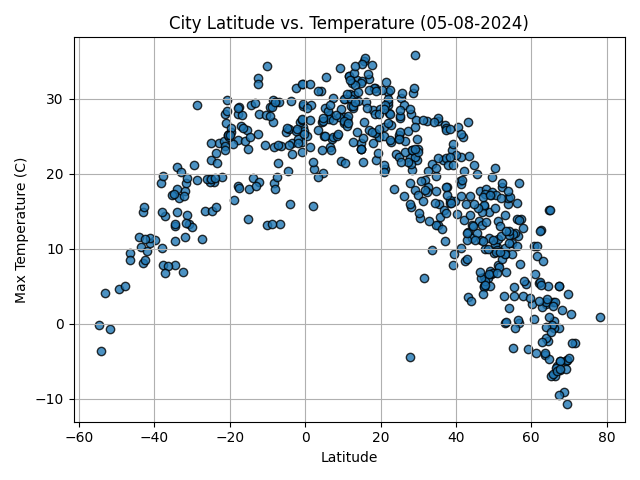 City Latitude vs. Temperature (05-08-2024)
Max Temperature (C)
30
20
10
0
−10
−60 −40 −20 0 20 40 60 80
Latitude